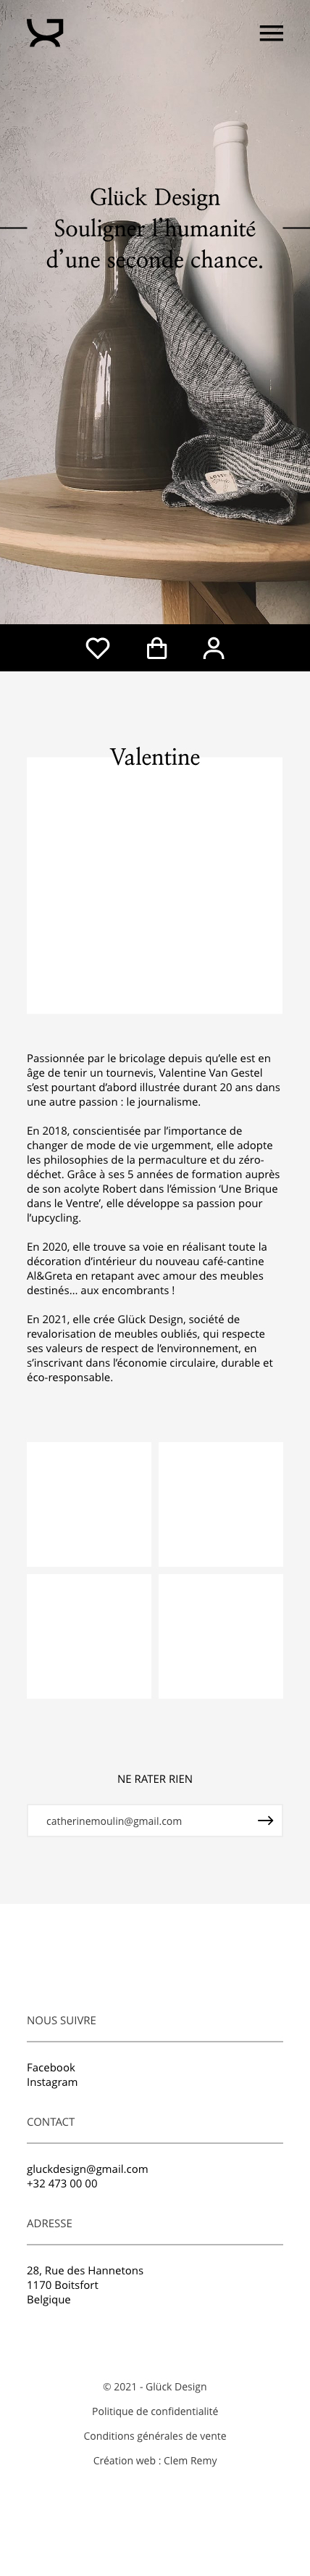 Glück Design
Souligner l’humanité
d’une seconde chance.
Valentine
Passionnée par le bricolage depuis qu’elle est en
âge de tenir un tournevis, Valentine Van Gestel
s’est pourtant d’abord illustrée durant 20 ans dans
une autre passion : le journalisme.
En 2018, conscientisée par l’importance de
changer de mode de vie urgemment, elle adopte
les philosophies de la permaculture et du zéro-
déchet. Grâce à ses 5 années de formation auprès
de son acolyte Robert dans l’émission ‘Une Brique
dans le Ventre’, elle développe sa passion pour
l’upcycling.
En 2020, elle trouve sa voie en réalisant toute la
décoration d’intérieur du nouveau café-cantine
Al&Greta en retapant avec amour des meubles
destinés... aux encombrants !
En 2021, elle crée Glück Design, société de
revalorisation de meubles oubliés, qui respecte
ses valeurs de respect de l’environnement, en
s’inscrivant dans l’économie circulaire, durable et
éco-responsable.
NE RATER RIEN
catherinemoulin@gmail.com
NOUS SUIVRE
Facebook
Instagram
CONTACT
gluckdesign@gmail.com
+32 473 00 00
ADRESSE
28, Rue des Hannetons
1170 Boitsfort
Belgique
© 2021 - Glück Design
Politique de confidentialité
Conditions générales de vente
Création web : Clem Remy